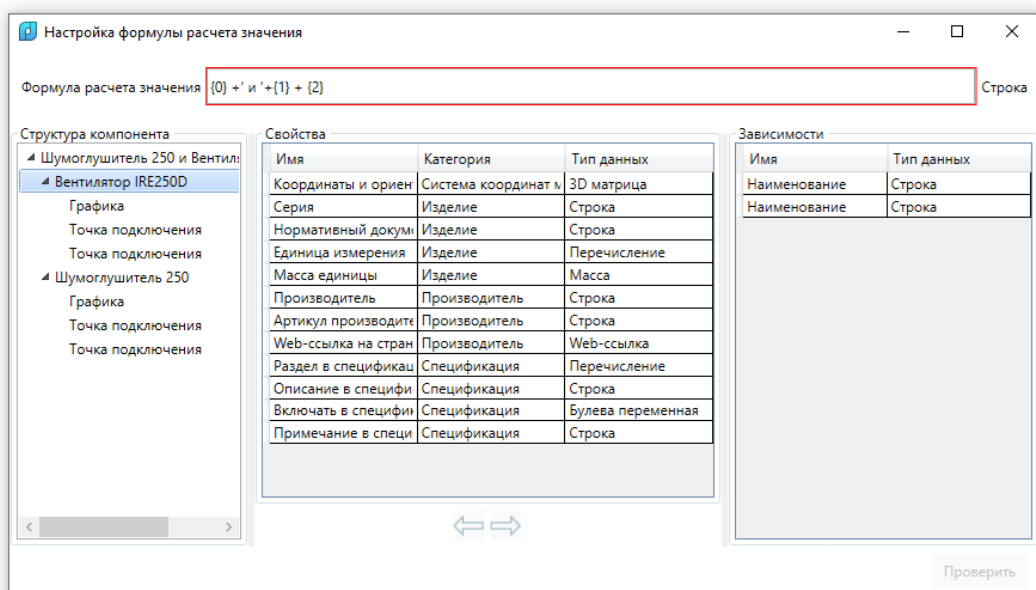 Настройка формулы расчета значения
Формула расчета значения {0} +' и '+{1} + {2} Строка
Структура компонента
Шумоглушитель 250 и Вентил
Вентилятор IRE250D
Графика
Точка подключения
Точка подключения
Шумоглушитель 250
Графика
Точка подключения
Точка подключения
Свойства
Имя Категория Тип данных
Координаты и ориен Система координат м 3D матрица
Серия Изделие Строка
Нормативный докум Изделие Строка
Единица измерения Изделие Перечисление
Масса единицы Изделие Масса
Производитель Производитель Строка
Артикул производите Производитель Строка
Web-ссылка на стран Производитель Web-ссылка
Раздел в спецификац Спецификация Перечисление
Описание в специфи Спецификация Строка
Включать в специфи Спецификация Булева переменная
Примечание в специ Спецификация Строка
Зависимости
Имя Тип данных
Наименование Строка
Наименование Строка
Проверить